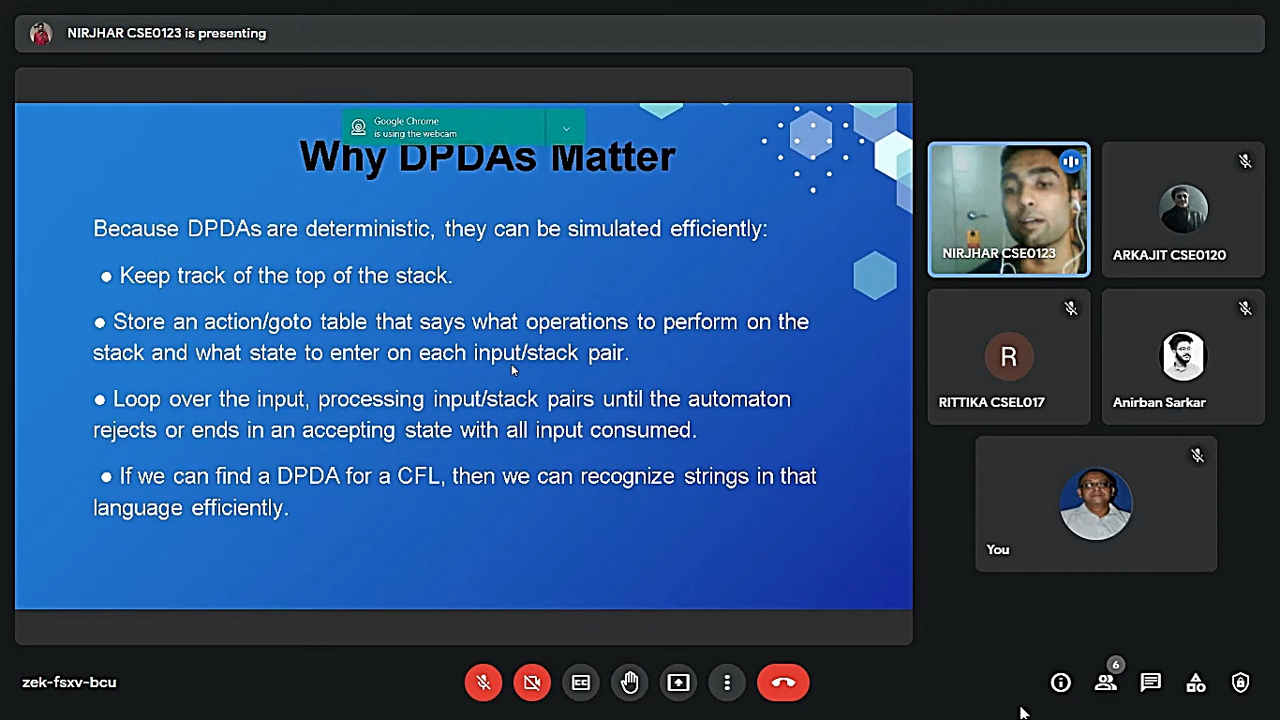 NIRJHAR CSE0123 is presenting
Google Chrome
is using the webcam
Why DPDAs Matter
Because DPDAs are deterministic, they can be simulated efficiently:
● Keep track of the top of the stack.
● Store an action/goto table that says what operations to perform on the
stack and what state to enter on each input/stack pair.
● Loop over the input, processing input/stack pairs until the automaton
rejects or ends in an accepting state with all input consumed.
● If we can find a DPDA for a CFL, then we can recognize strings in that
language efficiently.
NIRJHAR CSE0123
ARKAJIT CSE0120
R
RITTIKA CSEL017
Anirban Sarkar
You
zek-fsxv-bcu
CC
6